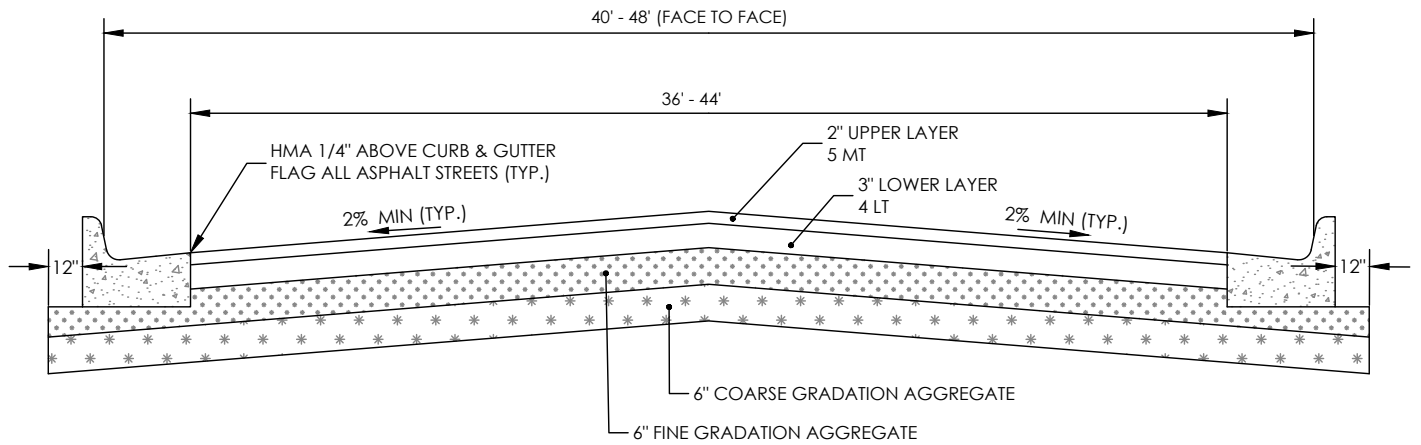 40' - 48' (FACE TO FACE)
36' - 44'
HMA 1/4" ABOVE CURB & GUTTER
FLAG ALL ASPHALT STREETS (TYP.)
2" UPPER LAYER
5 MT
3" LOWER LAYER
4 LT
2% MIN (TYP.)
2% MIN (TYP.)
12"
12"
6" COARSE GRADATION AGGREGATE
6" FINE GRADATION AGGREGATE